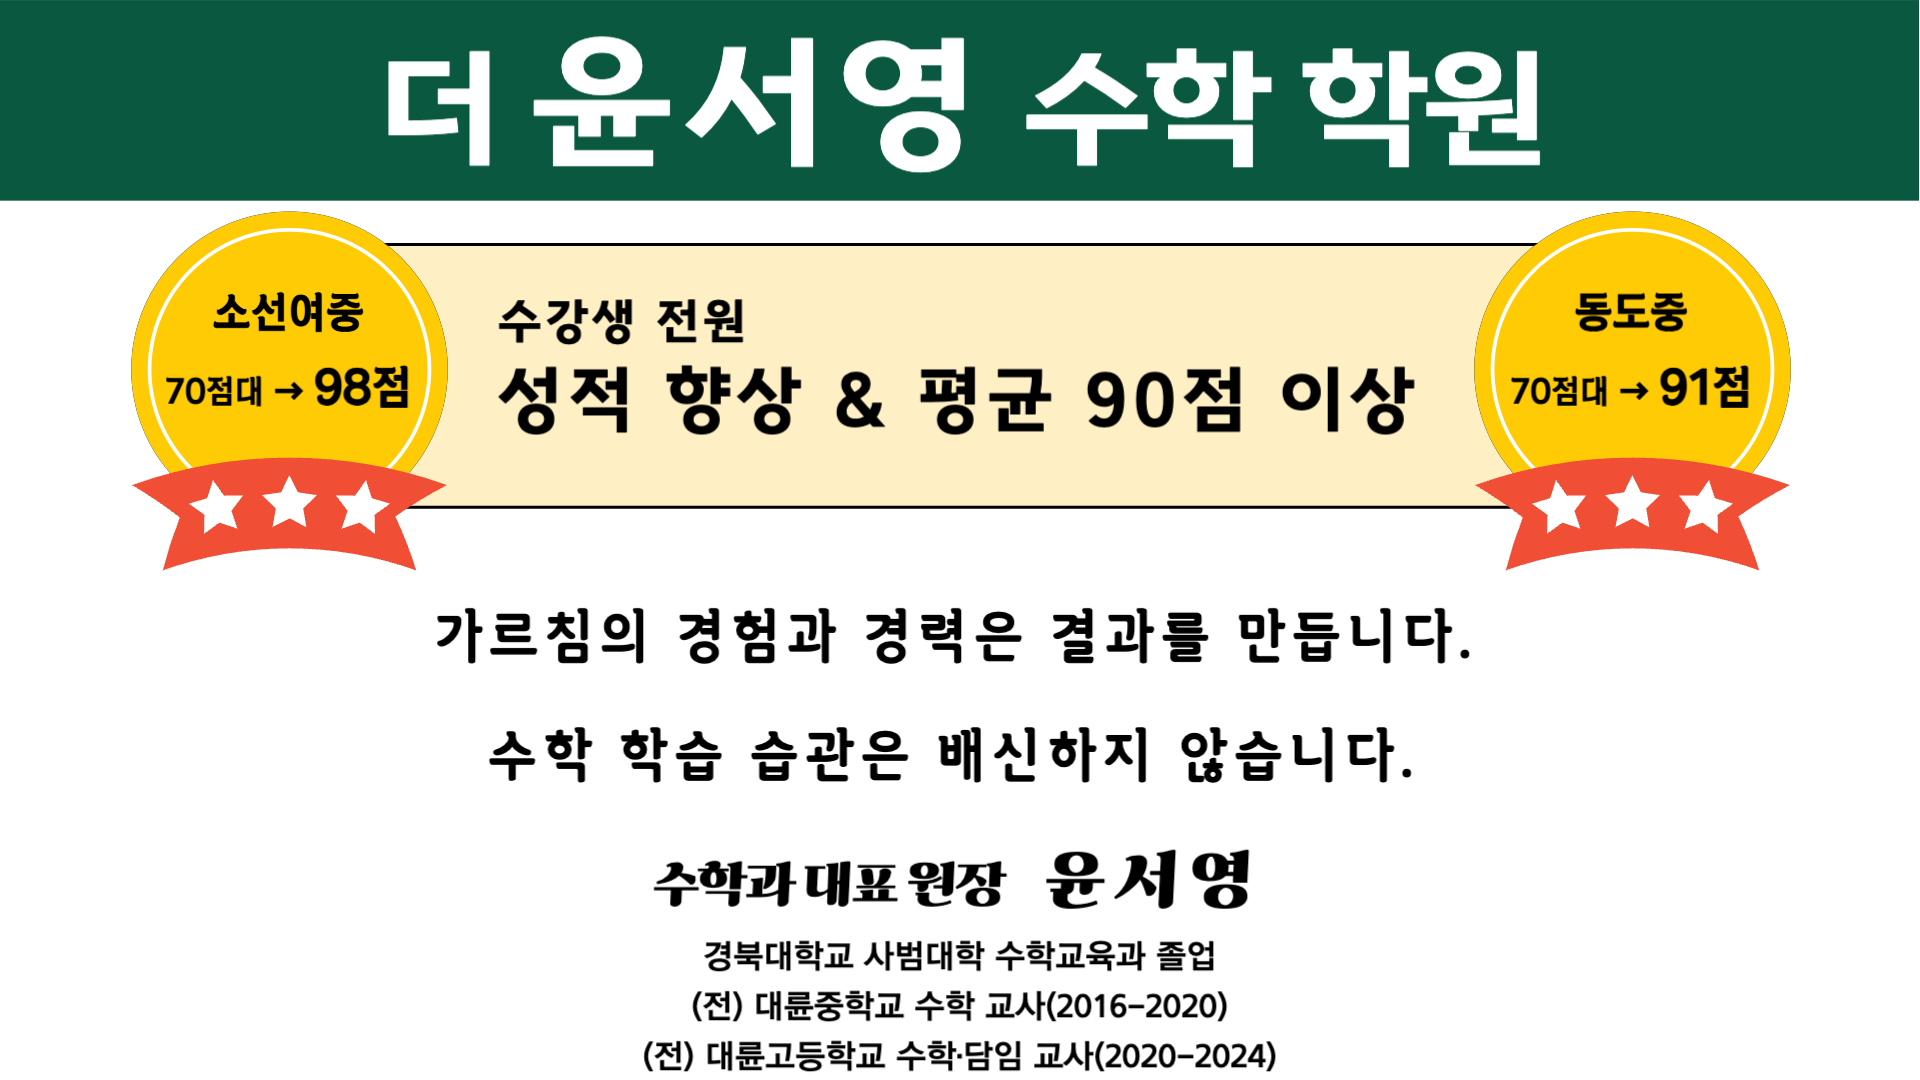 더 윤서영 수학 학원
소선여중
70점대 → 98점
수강생 전원
성적 향상 & 평균 90점 이상
동도중
70점대 → 91점
가르침의 경험과 경력은 결과를 만듭니다.
수학 학습 습관은 배신하지 않습니다.
수학과 대표 원장 윤서영
경북대학교 사범대학 수학교육과 졸업
(전) 대륜중학교 수학 교사(2016-2020)
(전) 대륜고등학교 수학·담임 교사(2020-2024)